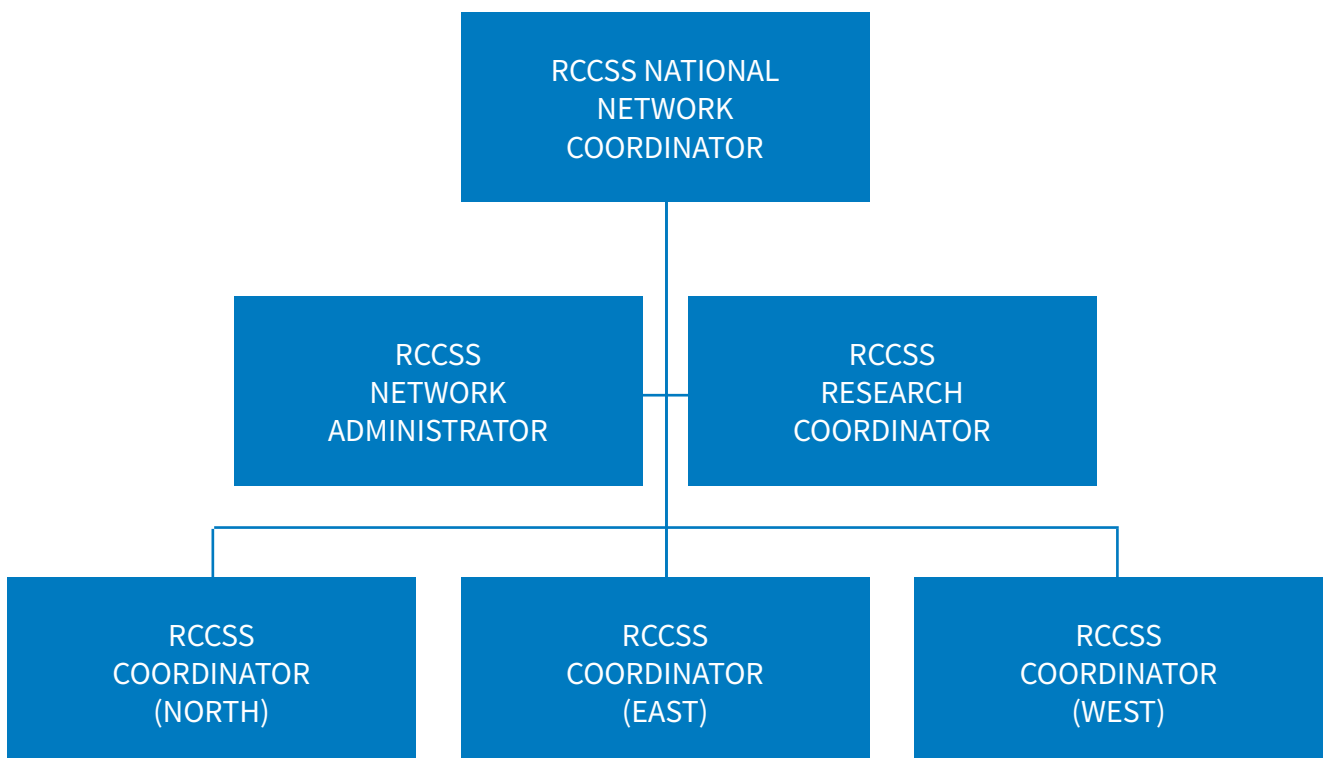 RCCSS NATIONAL
NETWORK
COORDINATOR
RCCSS
NETWORK
ADMINISTRATOR
RCCSS
RESEARCH
COORDINATOR
RCCSS
COORDINATOR
(NORTH)
RCCSS
COORDINATOR
(EAST)
RCCSS
COORDINATOR
(WEST)